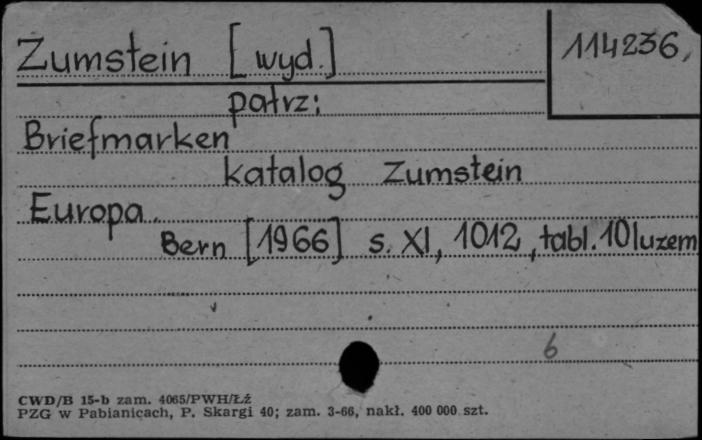 Zumstein [wyd.]
114236,
patrz:
Briefmarken
katalog Zumstein
Europa.
Bern [1966] s. XI, 1012, tabl. 10 luzem
6
CWD/B 15-b zam. 4065/PWH/Łź
PZG w Pabianicach, P. Skargi 40; zam. 3-66, nakł. 400 000 szt.